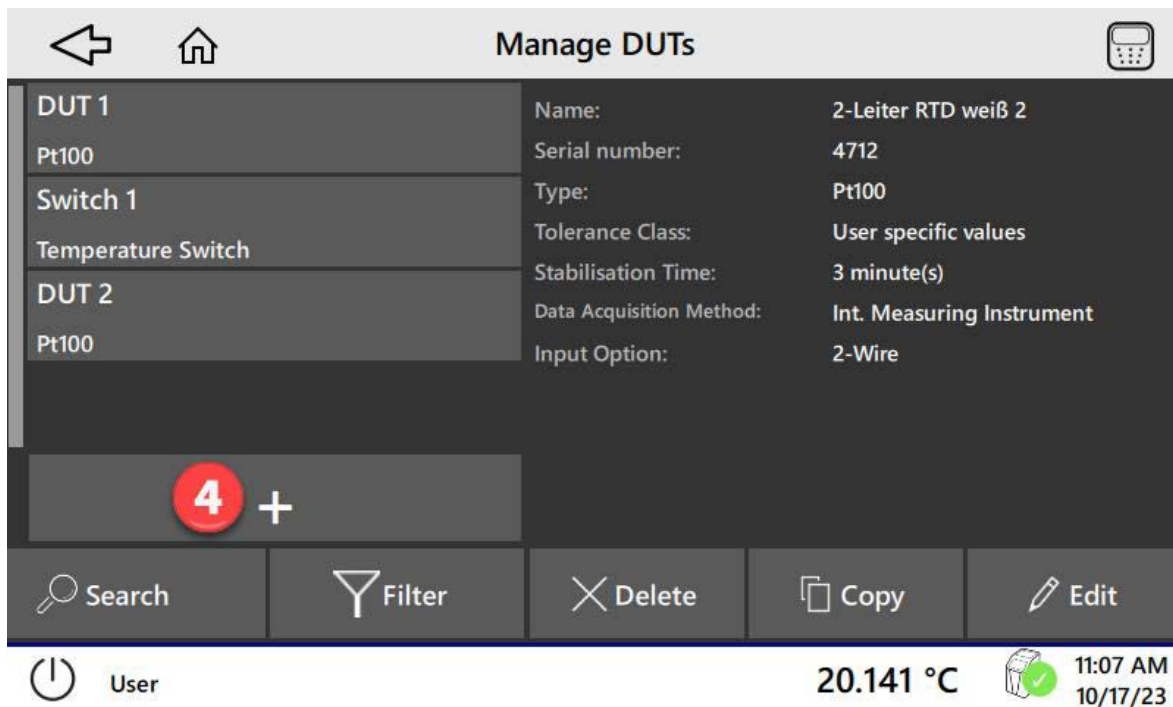 Manage DUTs
DUT 1
Pt100
Switch 1
Temperature Switch
DUT 2
Pt100
4 +
Name: 2-Leiter RTD weiß 2
Serial number: 4712
Type: Pt100
Tolerance Class: User specific values
Stabilisation Time: 3 minute(s)
Data Acquisition Method: Int. Measuring Instrument
Input Option: 2-Wire
Search Filter Delete Copy Edit
User 20.141 °C 11:07 AM
10/17/23